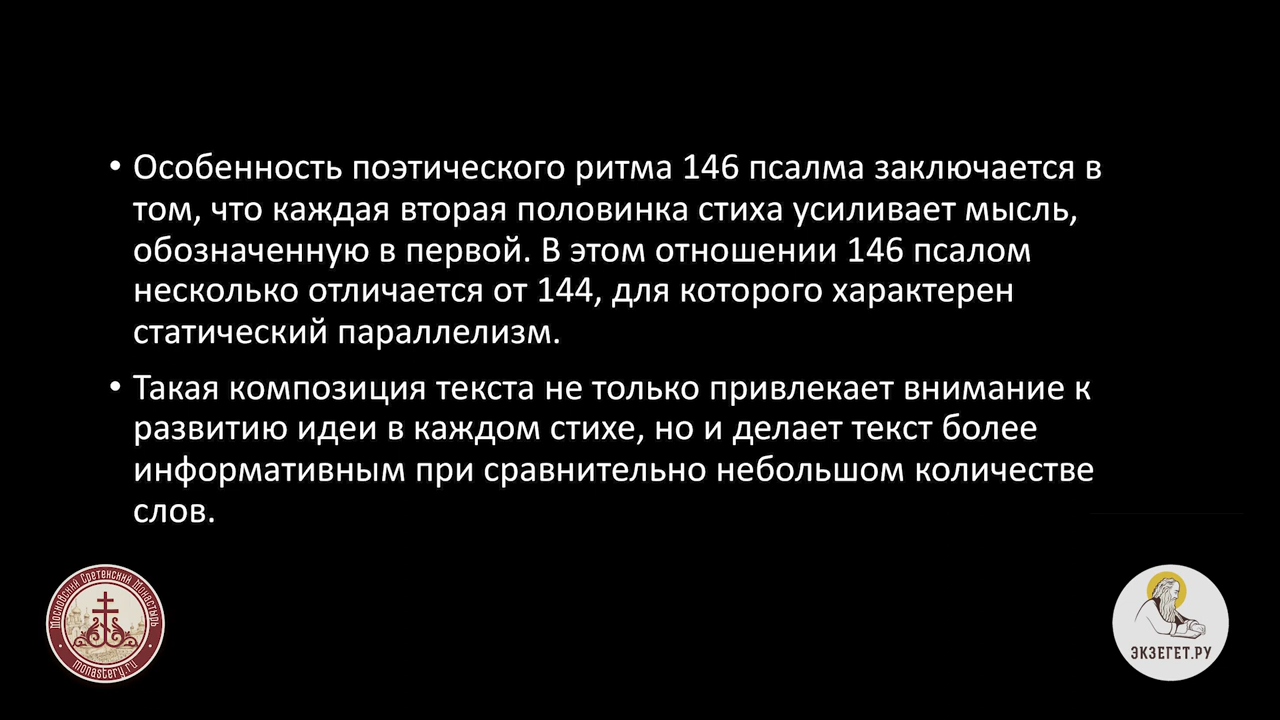 • Особенность поэтического ритма 146 псалма заключается в
том, что каждая вторая половинка стиха усиливает мысль,
обозначенную в первой. В этом отношении 146 псалом
несколько отличается от 144, для которого характерен
статический параллелизм.
• Такая композиция текста не только привлекает внимание к
развитию идеи в каждом стихе, но и делает текст более
информативным при сравнительно небольшом количестве
слов.
Московский Сретенский Монастырь
monastery.ru
ЭКЗЕГЕТ.РУ